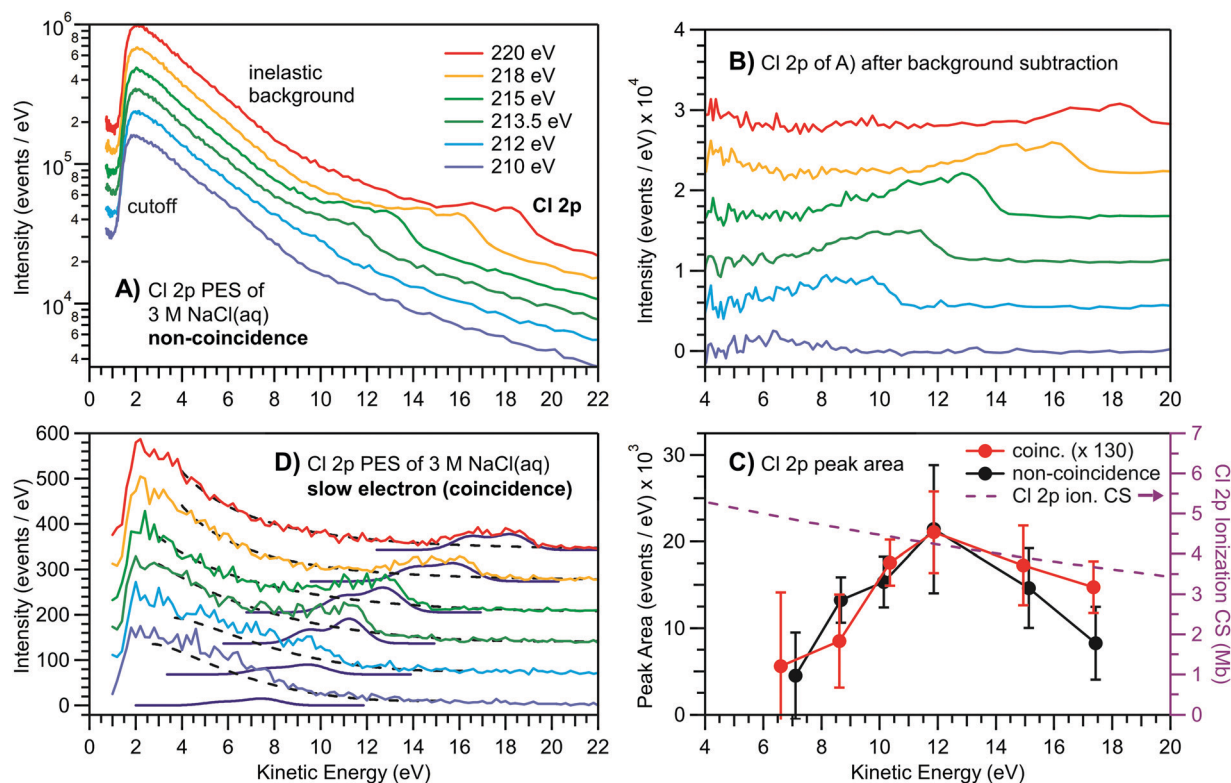 Intensity (events / eV)
10^6
8
6
4
2
10^5
8
6
4
2
10^4
8
6
4
inelastic
background
220 eV
218 eV
215 eV
213.5 eV
212 eV
210 eV
cutoff
Cl 2p
A) Cl 2p PES of
3 M NaCl(aq)
non-coincidence
0 2 4 6 8 10 12 14 16 18 20 22
Intensity (events / eV) x 10^4
B) Cl 2p of A) after background subtraction
3
2
1
0
4 6 8 10 12 14 16 18 20
Intensity (events / eV)
600
500
400
300
200
100
0
D) Cl 2p PES of 3 M NaCl(aq)
slow electron (coincidence)
0 2 4 6 8 10 12 14 16 18 20 22
Kinetic Energy (eV)
Peak Area (events / eV) x 10^3
30
20
10
0
C) Cl 2p peak area
coinc. (x 130)
non-coincidence
Cl 2p ion. CS
7
6
5
4
3
2
1
0
Cl 2p Ionization CS (Mb)
4 6 8 10 12 14 16 18 20
Kinetic Energy (eV)